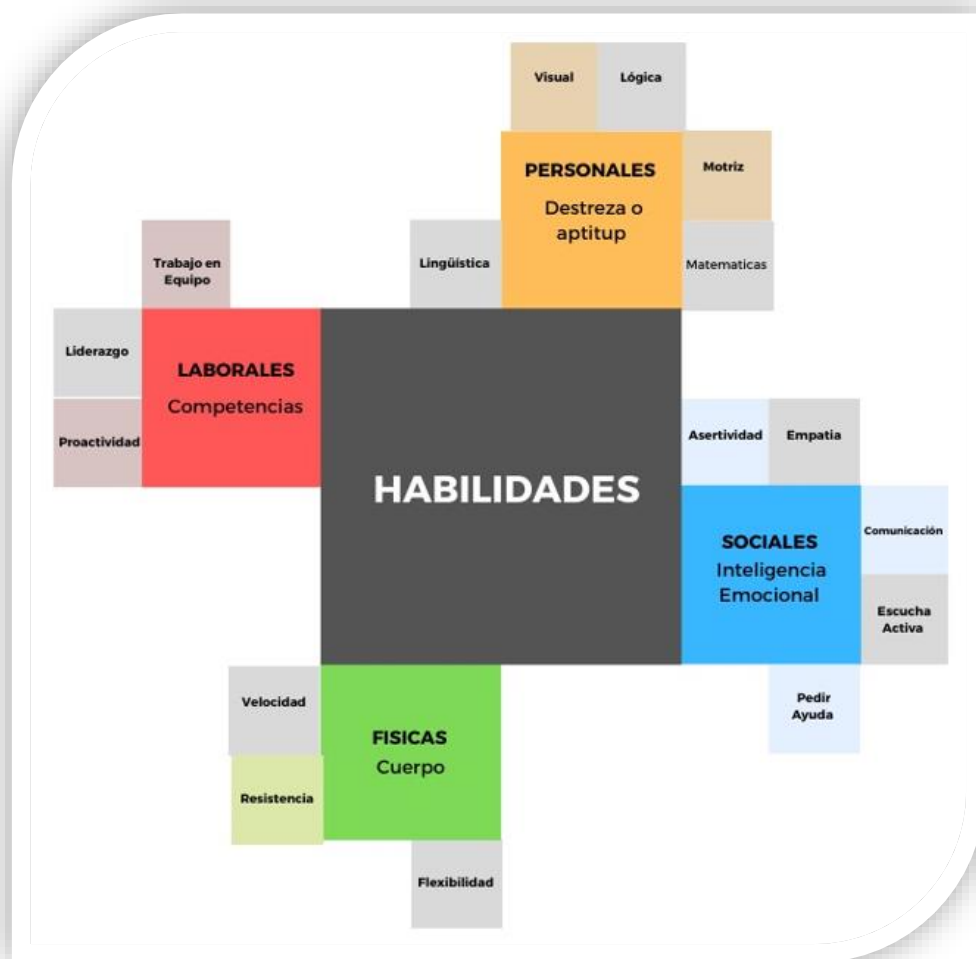 Visual
Lógica
PERSONALES
Destreza o
aptitup
Motriz
Matematicas
Lingüística
Trabajo en
Equipo
Liderazgo
Proactividad
LABORALES
Competencias
HABILIDADES
Asertividad
Empatia
SOCIALES
Inteligencia
Emocional
Comunicación
Escucha
Activa
Pedir
Ayuda
Velocidad
Resistencia
FISICAS
Cuerpo
Flexibilidad